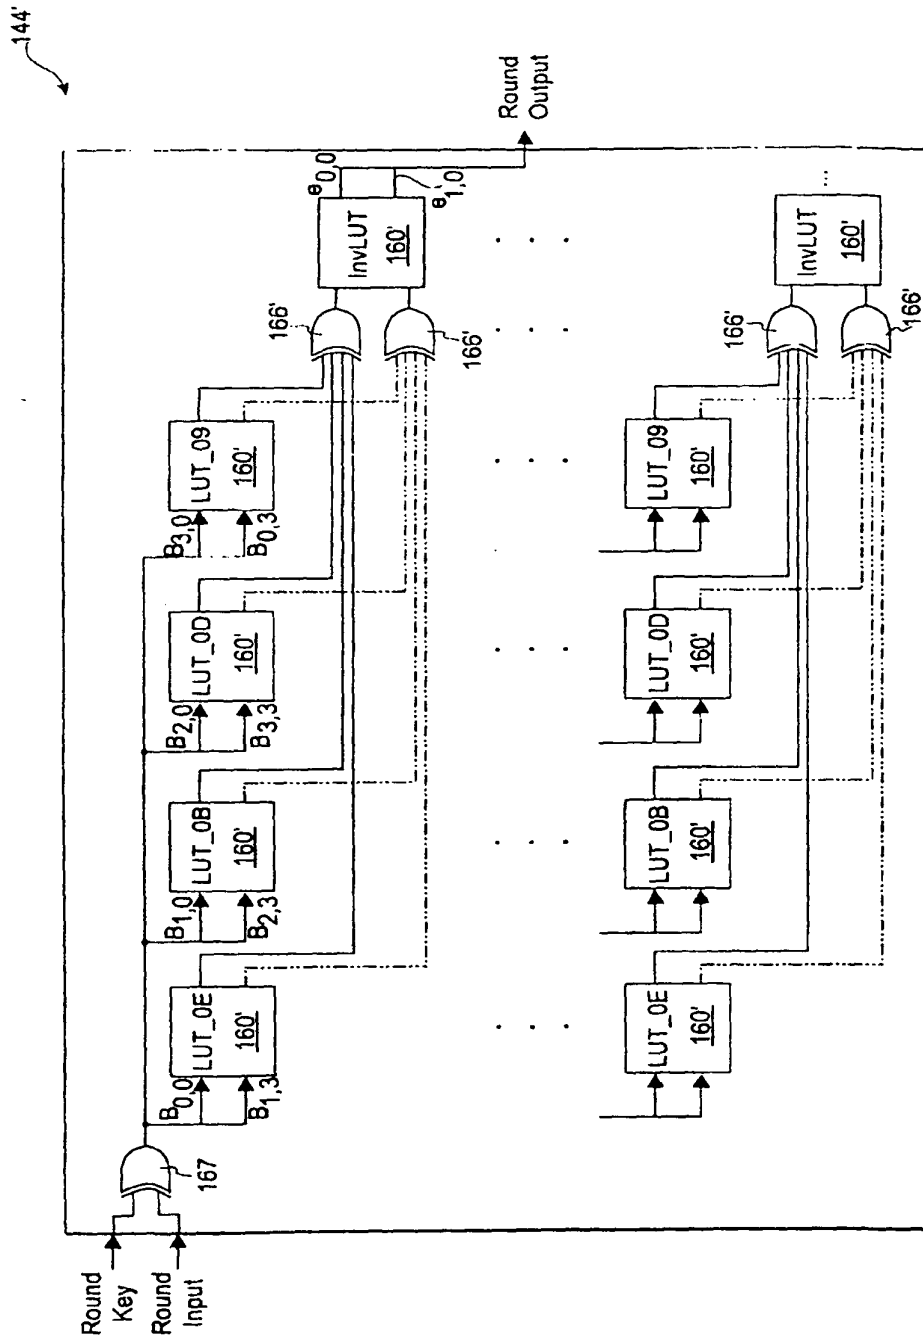 144'
Round
Key
Round
Input
167
B0,0
B1,3
LUT_0E
160'
B1,0
B2,3
LUT_0B
160'
B2,0
B3,3
LUT_0D
160'
B3,0
B0,3
LUT_09
160'
166'
166'
InvLUT
160'
e0,0
e1,0
Round
Output
LUT_0E
160'
LUT_0B
160'
LUT_0D
160'
LUT_09
160'
166'
166'
InvLUT
160'
...